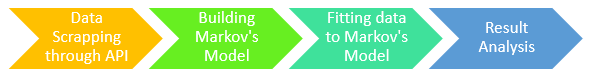 Data
Scrapping
through API
Building
Markov's
Model
Fitting data
to Markov's
Model
Result
Analysis